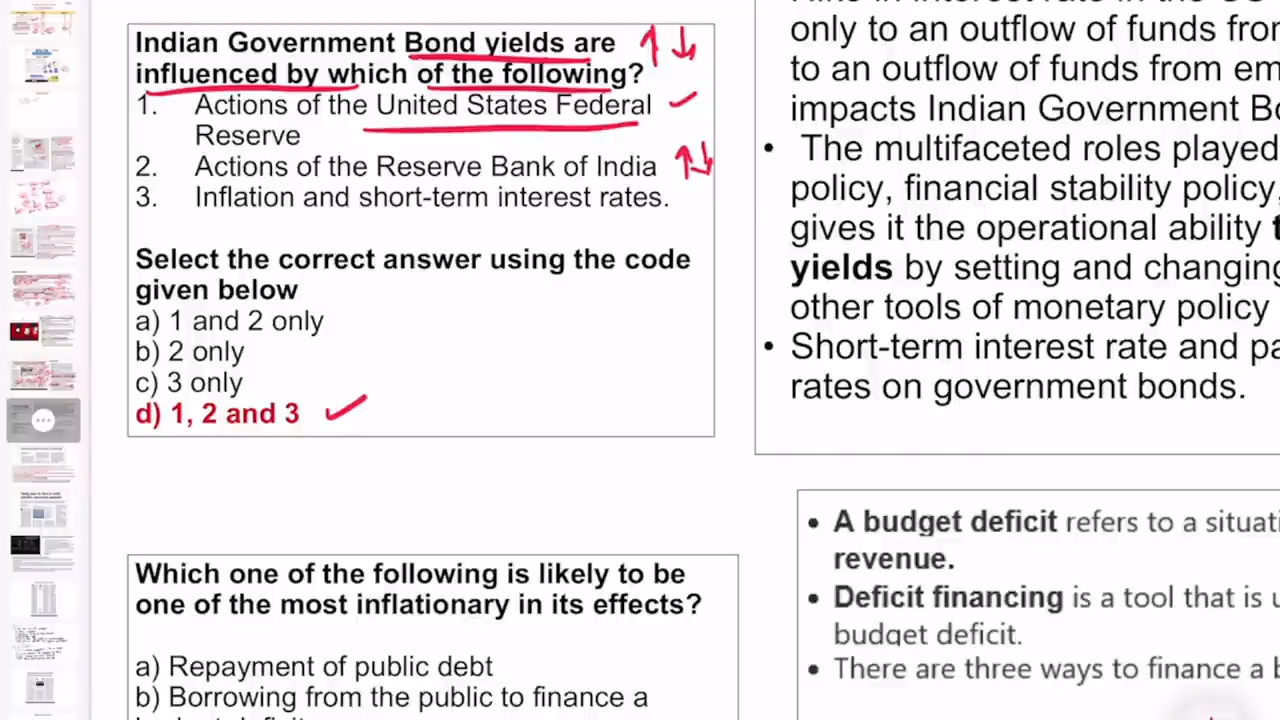 Indian Government Bond yields are
influenced by which of the following?
1. Actions of the United States Federal
Reserve
2. Actions of the Reserve Bank of India
3. Inflation and short-term interest rates.
Select the correct answer using the code
given below
a) 1 and 2 only
b) 2 only
c) 3 only
d) 1, 2 and 3
Which one of the following is likely to be
one of the most inflationary in its effects?
a) Repayment of public debt
b) Borrowing from the public to finance a
only to an outflow of funds
to an outflow of funds from
impacts Indian Government
• The multifaceted roles played
policy, financial stability policy,
gives it the operational ability
yields by setting and changing
other tools of monetary policy
• Short-term interest rate and
rates on government bonds.
• A budget deficit refers to a
revenue.
• Deficit financing is a tool that is
budget deficit.
• There are three ways to finance a